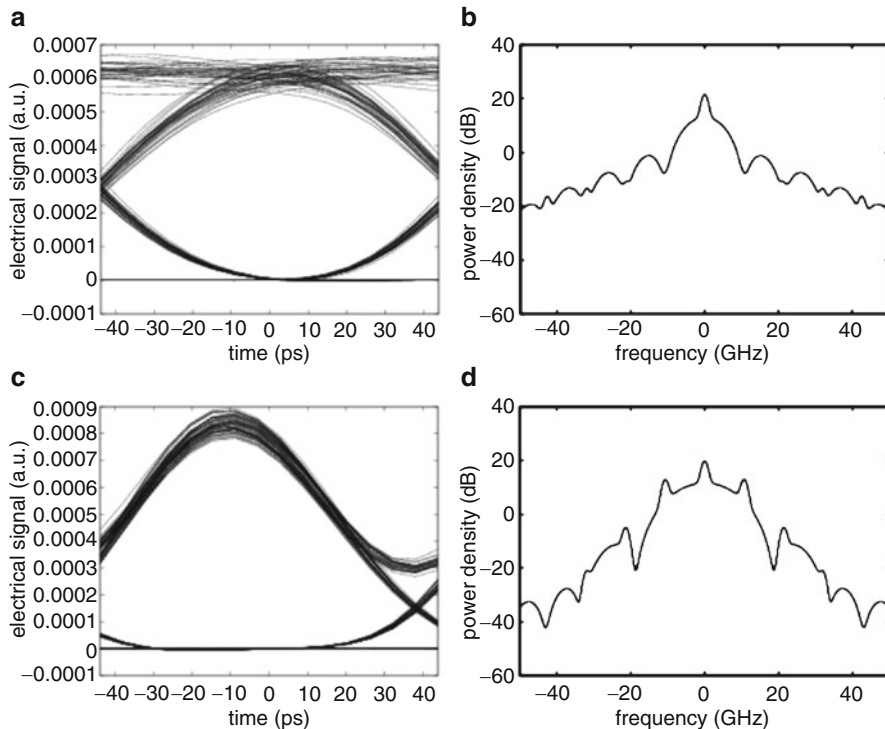 a
electrical signal (a.u.)
0.0007
0.0006
0.0005
0.0004
0.0003
0.0002
0.0001
0
−0.0001
−40 −30 −20 −10 0 10 20 30 40
time (ps)
b
power density (dB)
40
20
0
−20
−40
−60
−40 −20 0 20 40
frequency (GHz)
c
electrical signal (a.u.)
0.0009
0.0008
0.0007
0.0006
0.0005
0.0004
0.0003
0.0002
0.0001
0
−0.0001
−40 −30 −20 −10 0 10 20 30 40
time (ps)
d
power density (dB)
40
20
0
−20
−40
−60
−40 −20 0 20 40
frequency (GHz)